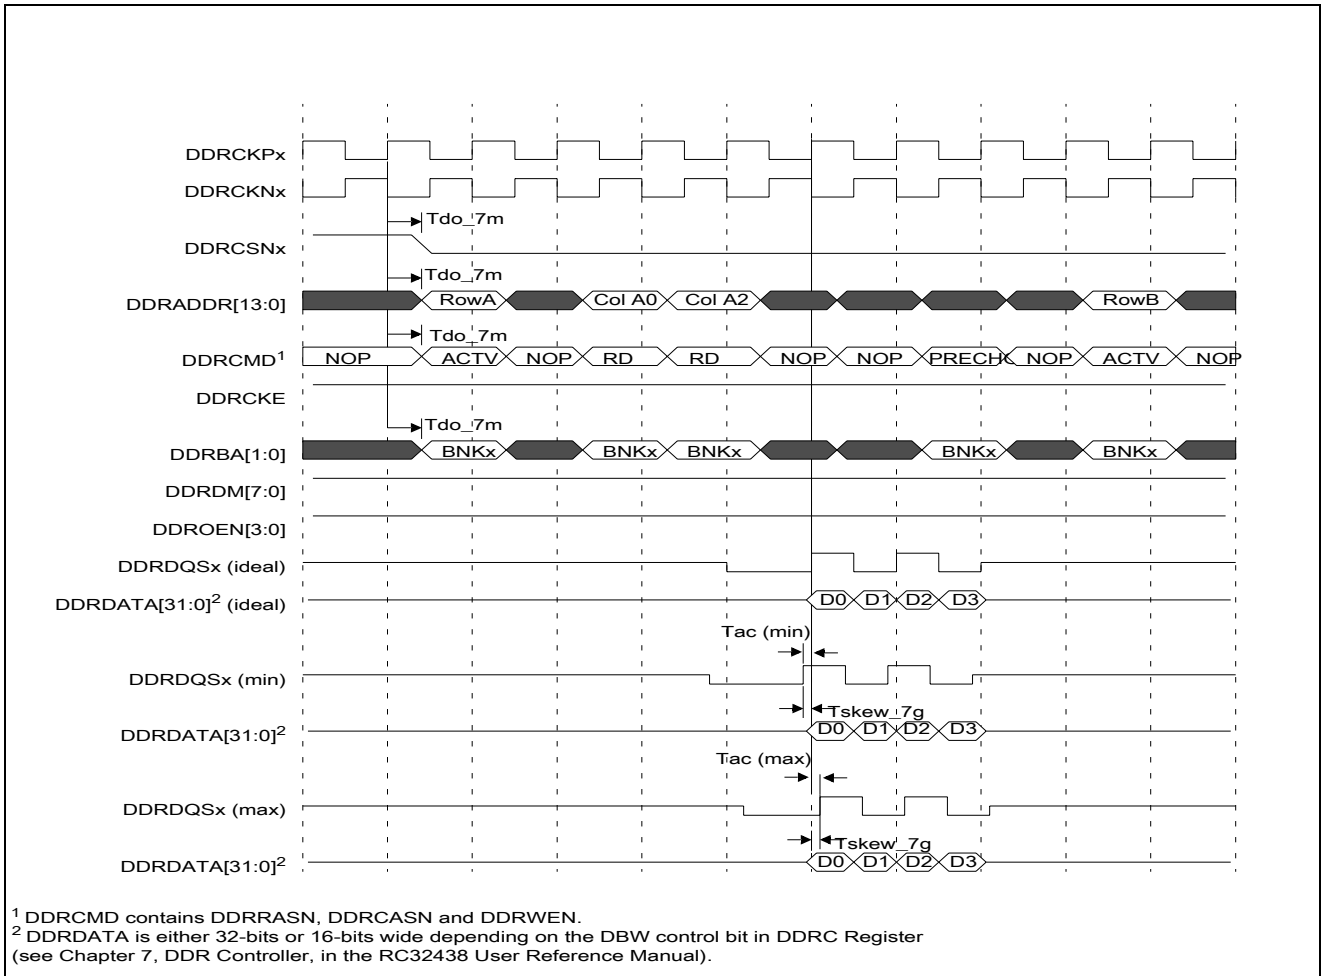 DDRCKPx
DDRCKNx
Tdo_7m
DDRCSNx
Tdo_7m
DDRADDR[13:0] RowA Col A0 Col A2 RowB
Tdo_7m
DDRCMD1 NOP ACTV NOP RD RD NOP NOP PRECHG NOP ACTV NOP
DDRCKE
Tdo_7m
DDRBA[1:0] BNKx BNKx BNKx BNKx BNKx
DDRDM[7:0]
DDROEN[3:0]
DDRDQSx (ideal)
DDRDATA[31:0]2 (ideal) D0 D1 D2 D3
Tac (min)
DDRDQSx (min)
Tskew_7g
DDRDATA[31:0]2 D0 D1 D2 D3
Tac (max)
DDRDQSx (max)
Tskew_7g
DDRDATA[31:0]2 D0 D1 D2 D3
1 DDRCMD contains DDRRASN, DDRCASN and DDRWEN.
2 DDRDATA is either 32-bits or 16-bits wide depending on the DBW control bit in DDRC Register
(see Chapter 7, DDR Controller, in the RC32438 User Reference Manual).